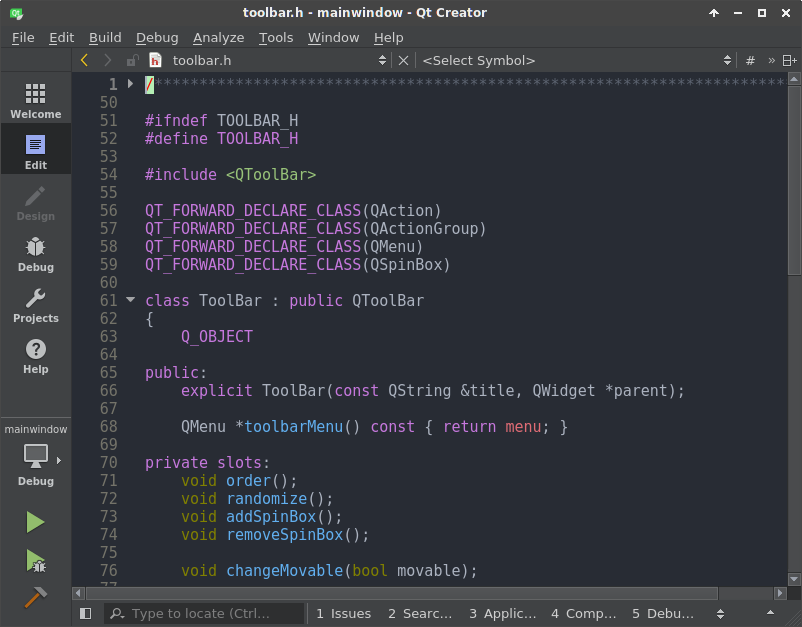 toolbar.h - mainwindow - Qt Creator
File Edit Build Debug Analyze Tools Window Help
toolbar.h <Select Symbol> # »
Welcome
Edit
Design
Debug
Projects
Help
mainwindow
Debug
1 /***********************************************************************
50
51 #ifndef TOOLBAR_H
52 #define TOOLBAR_H
53
54 #include <QToolBar>
55
56 QT_FORWARD_DECLARE_CLASS(QAction)
57 QT_FORWARD_DECLARE_CLASS(QActionGroup)
58 QT_FORWARD_DECLARE_CLASS(QMenu)
59 QT_FORWARD_DECLARE_CLASS(QSpinBox)
60
61 class ToolBar : public QToolBar
62 {
63 Q_OBJECT
64
65 public:
66 explicit ToolBar(const QString &title, QWidget *parent);
67
68 QMenu *toolbarMenu() const { return menu; }
69
70 private slots:
71 void order();
72 void randomize();
73 void addSpinBox();
74 void removeSpinBox();
75
76 void changeMovable(bool movable);
77
Type to locate (Ctrl... 1 Issues 2 Searc... 3 Applic... 4 Comp... 5 Debu...